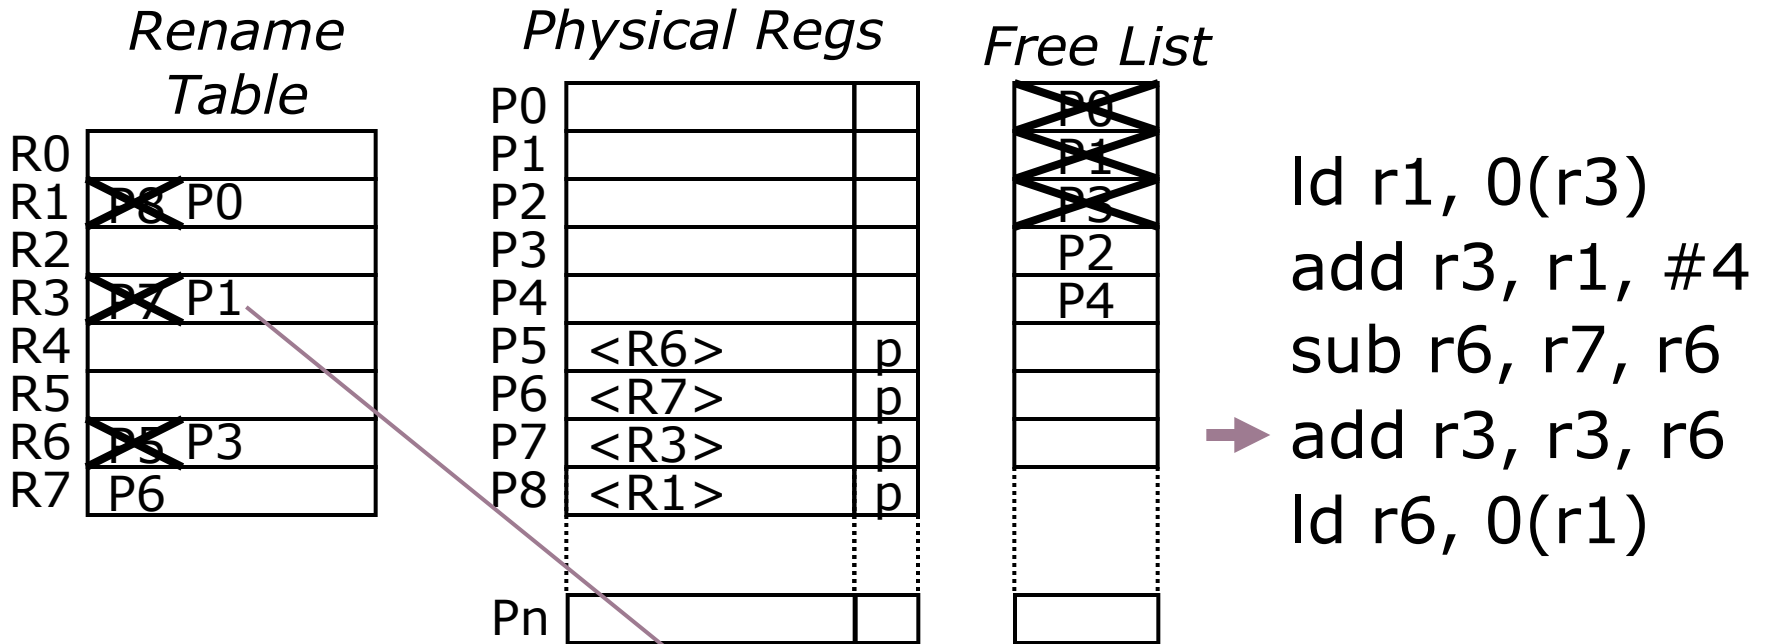 Rename
Table
R0
R1 P8 P0
R2
R3 P7 P1
R4
R5
R6 P5 P3
R7 P6
Physical Regs
P0
P1
P2
P3
P4
P5 <R6> p
P6 <R7> p
P7 <R3> p
P8 <R1> p
Pn
Free List
P0
P1
P3
P2
P4
ld r1, 0(r3)
add r3, r1, #4
sub r6, r7, r6
add r3, r3, r6
ld r6, 0(r1)